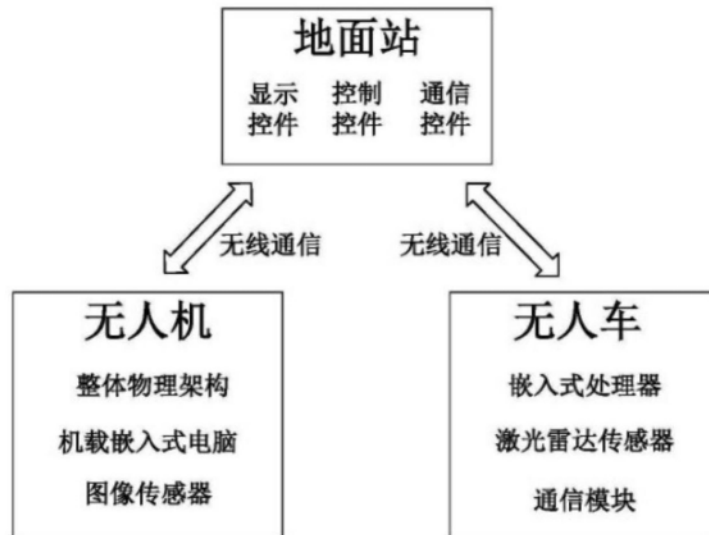 地面站
显示 控制 通信
控件 控件 控件
无线通信 无线通信
无人机
整体物理架构
机载嵌入式电脑
图像传感器
无人车
嵌入式处理器
激光雷达传感器
通信模块